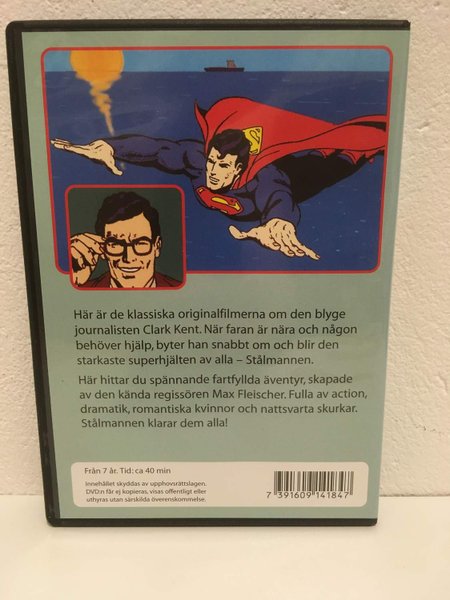 Här är de klassiska originalfilmerna om den blyge
journalisten Clark Kent. När faran är nära och någon
behöver hjälp, byter han snabbt om och blir den
starkaste superhjälten av alla – Stålmannen.
Här hittar du spännande fartfyllda äventyr, skapade
av den kända regissören Max Fleischer. Fulla av action,
dramatik, romantiska kvinnor och nattsvarta skurkar.
Stålmannen klarar dem alla!
Från 7 år. Tid: ca 40 min
Innehållet skyddas av upphovsrättslagen.
DVD:n får ej kopieras, visas offentligt eller
uthyras utan särskilda överenskommelse.
7 391609 141847